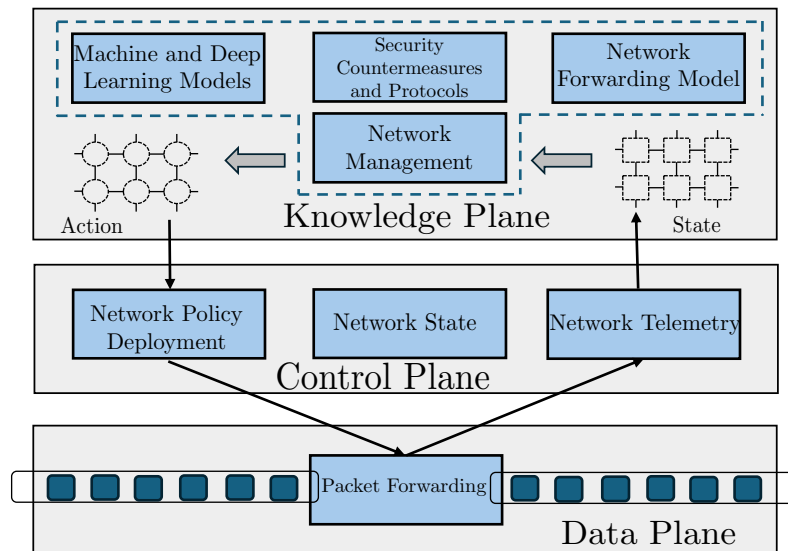 Machine and Deep
Learning Models
Security
Countermeasures
and Protocols
Network
Forwarding Model
Network
Management
Action
State
Knowledge Plane
Network Policy
Deployment
Network State
Network Telemetry
Control Plane
Packet Forwarding
Data Plane